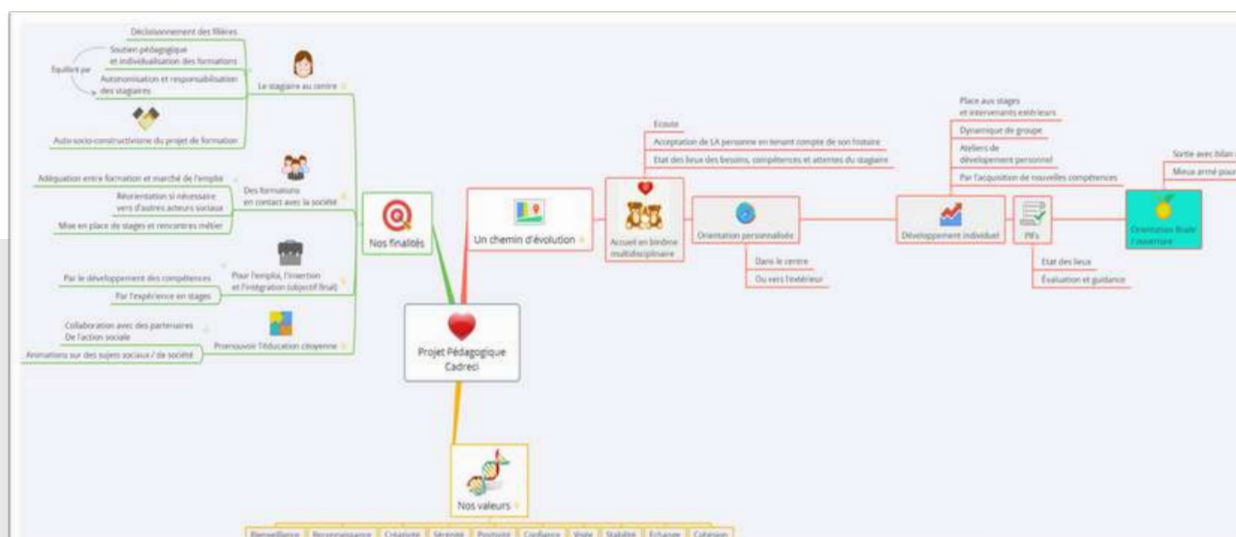 Décloisonnement des filières
Soutien pédagogique
et individualisation des formations
Équilibré par
Autonomisation et responsabilisation
des stagiaires
Le stagiaire au centre
Auto-socio-constructivisme du projet de formation
Adéquation entre formation et marché de l'emploi
Réorientation si nécessaire
vers d'autres acteurs sociaux
Mise en place de stages et rencontres métier
Des formations
en contact avec la société
Par le développement des compétences
Par l'expérience en stages
Pour l'emploi, l'insertion
et l'intégration (objectif final)
Collaboration avec des partenaires
De l'action sociale
Animations sur des sujets sociaux / de société
Promouvoir l'éducation citoyenne
Nos finalités
Projet Pédagogique
Cadreci
Un chemin d'évolution
Ecoute
Acceptation de LA personne en tenant compte de son histoire
Etat des lieux des besoins, compétences et attentes du stagiaire
Accueil en binôme
multidisciplinaire
Orientation personnalisée
Dans le centre
Ou vers l'extérieur
Place aux stages
et intervenants extérieurs
Dynamique de groupe
Ateliers de
dévelopement personnel
Par l'acquisition de nouvelles compétences
Développement individuel
PIFs
Etat des lieux
Évaluation et guidance
Sortie avec bilan
Mieux armé pour
Orientation finale
/ ouverture
Nos valeurs
Bienveillance Reconnaissance Créativité Sérénité Positivité Confiance Visée Stabilité Echange Cohésion